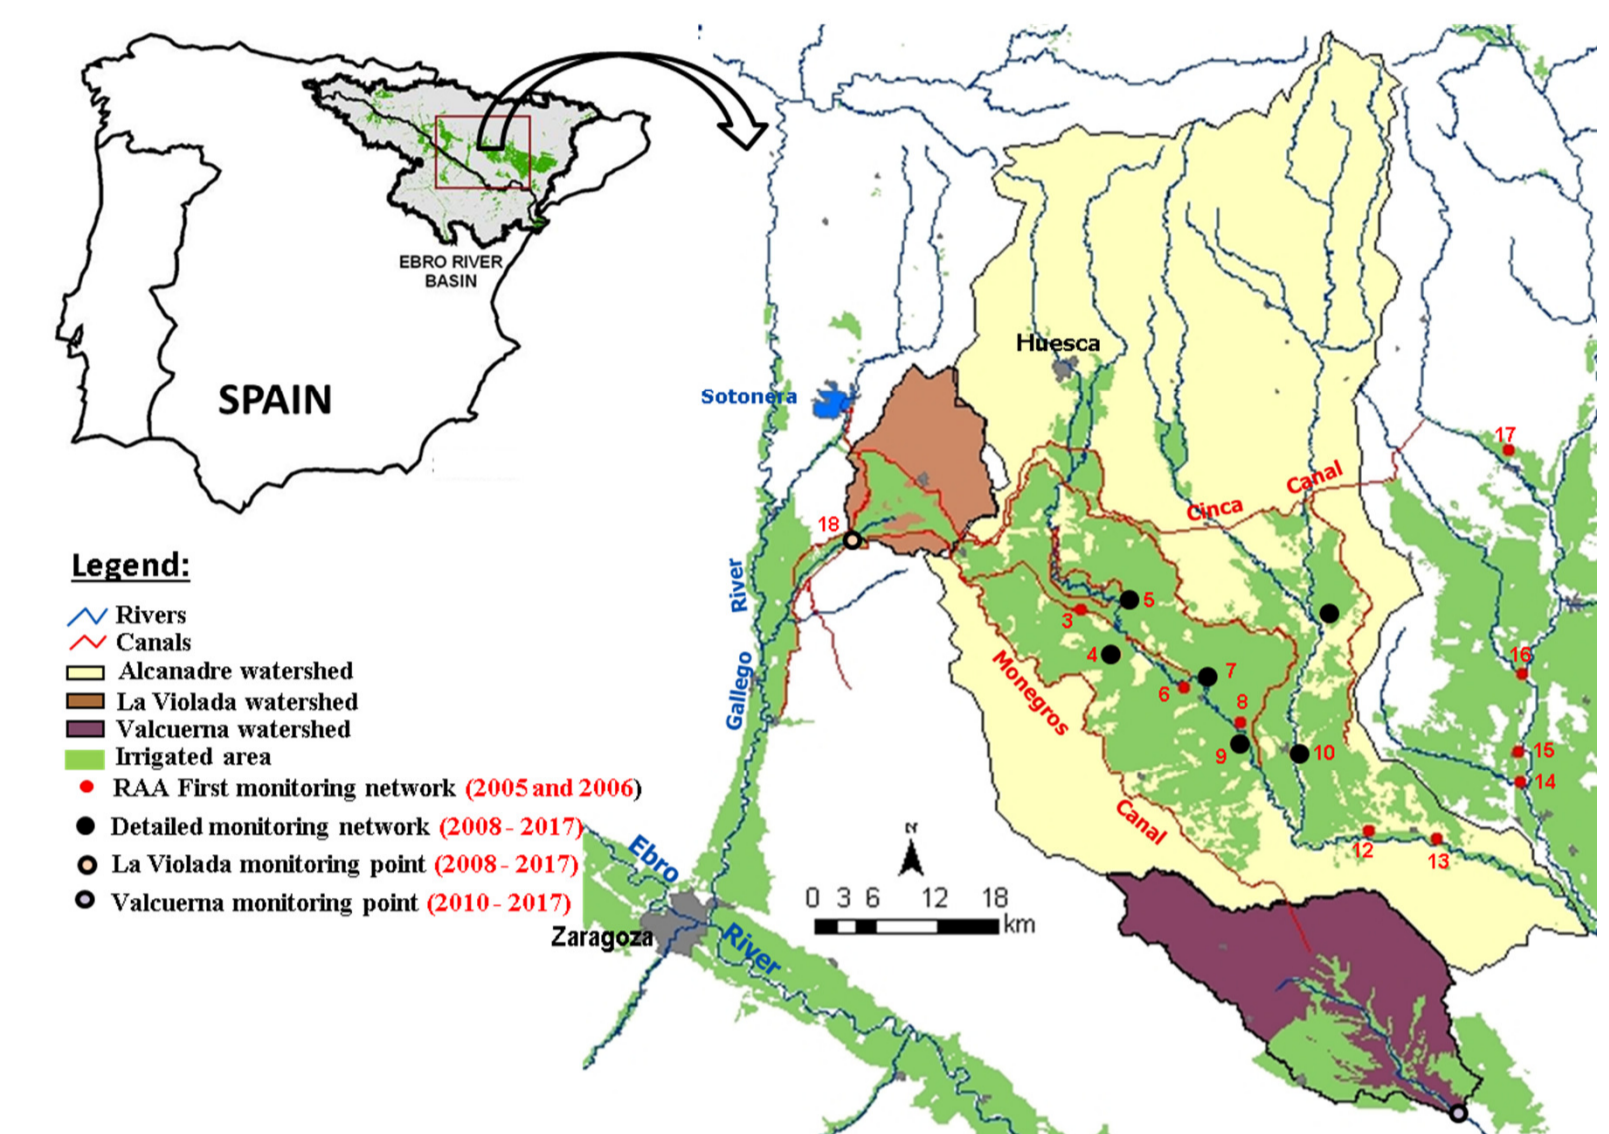 EBRO RIVER
BASIN
SPAIN
Legend:
Rivers
Canals
Alcanadre watershed
La Violada watershed
Valcuerna watershed
Irrigated area
RAA First monitoring network (2005 and 2006)
Detailed monitoring network (2008 - 2017)
La Violada monitoring point (2008 - 2017)
Valcuerna monitoring point (2010 - 2017)
Huesca
Sotonera
17
Cinca Canal
18
Gallego River
5
3
4
7
6
8
9
10
16
15
14
12
13
Monegros
Canal
N
0 3 6 12 18
km
Ebro
River
Zaragoza